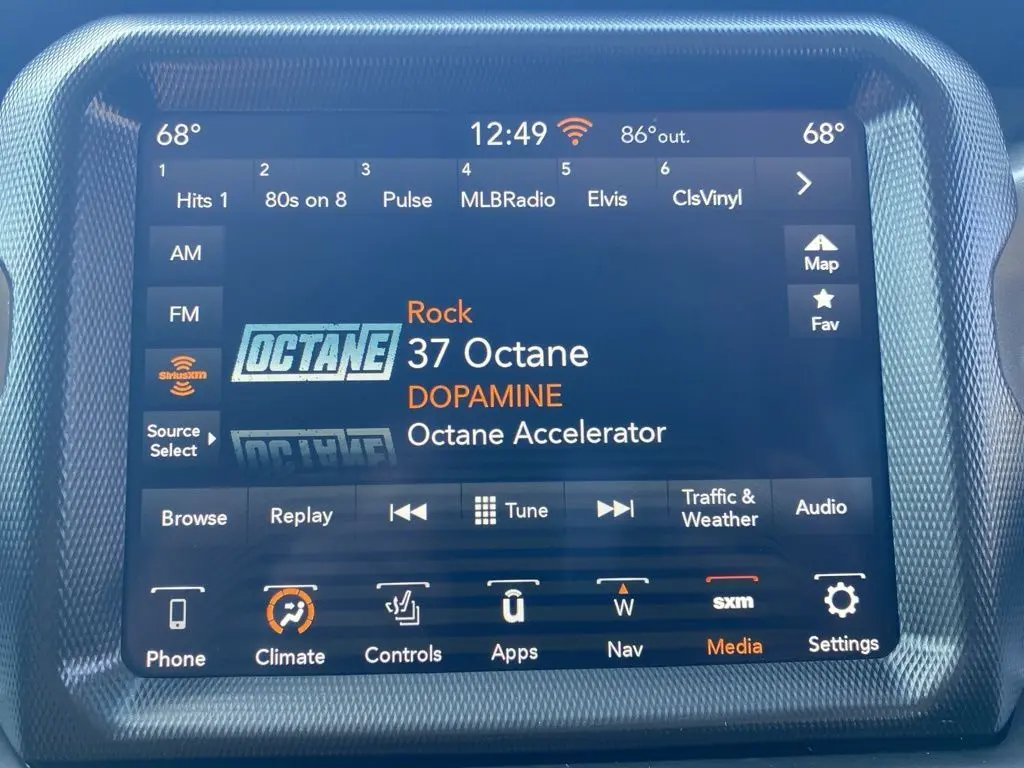 68° 12:49 86°out. 68°
1 2 3 4 5 6
Hits 1 80s on 8 Pulse MLBRadio Elvis ClsVinyl
AM
Map
FM
Fav
SiriusXM
Source
Select
OCTANE
Rock
37 Octane
DOPAMINE
Octane Accelerator
OCTANE
Browse Replay Tune Traffic &
Weather Audio
ū W sxm
Phone Climate Controls Apps Nav Media Settings